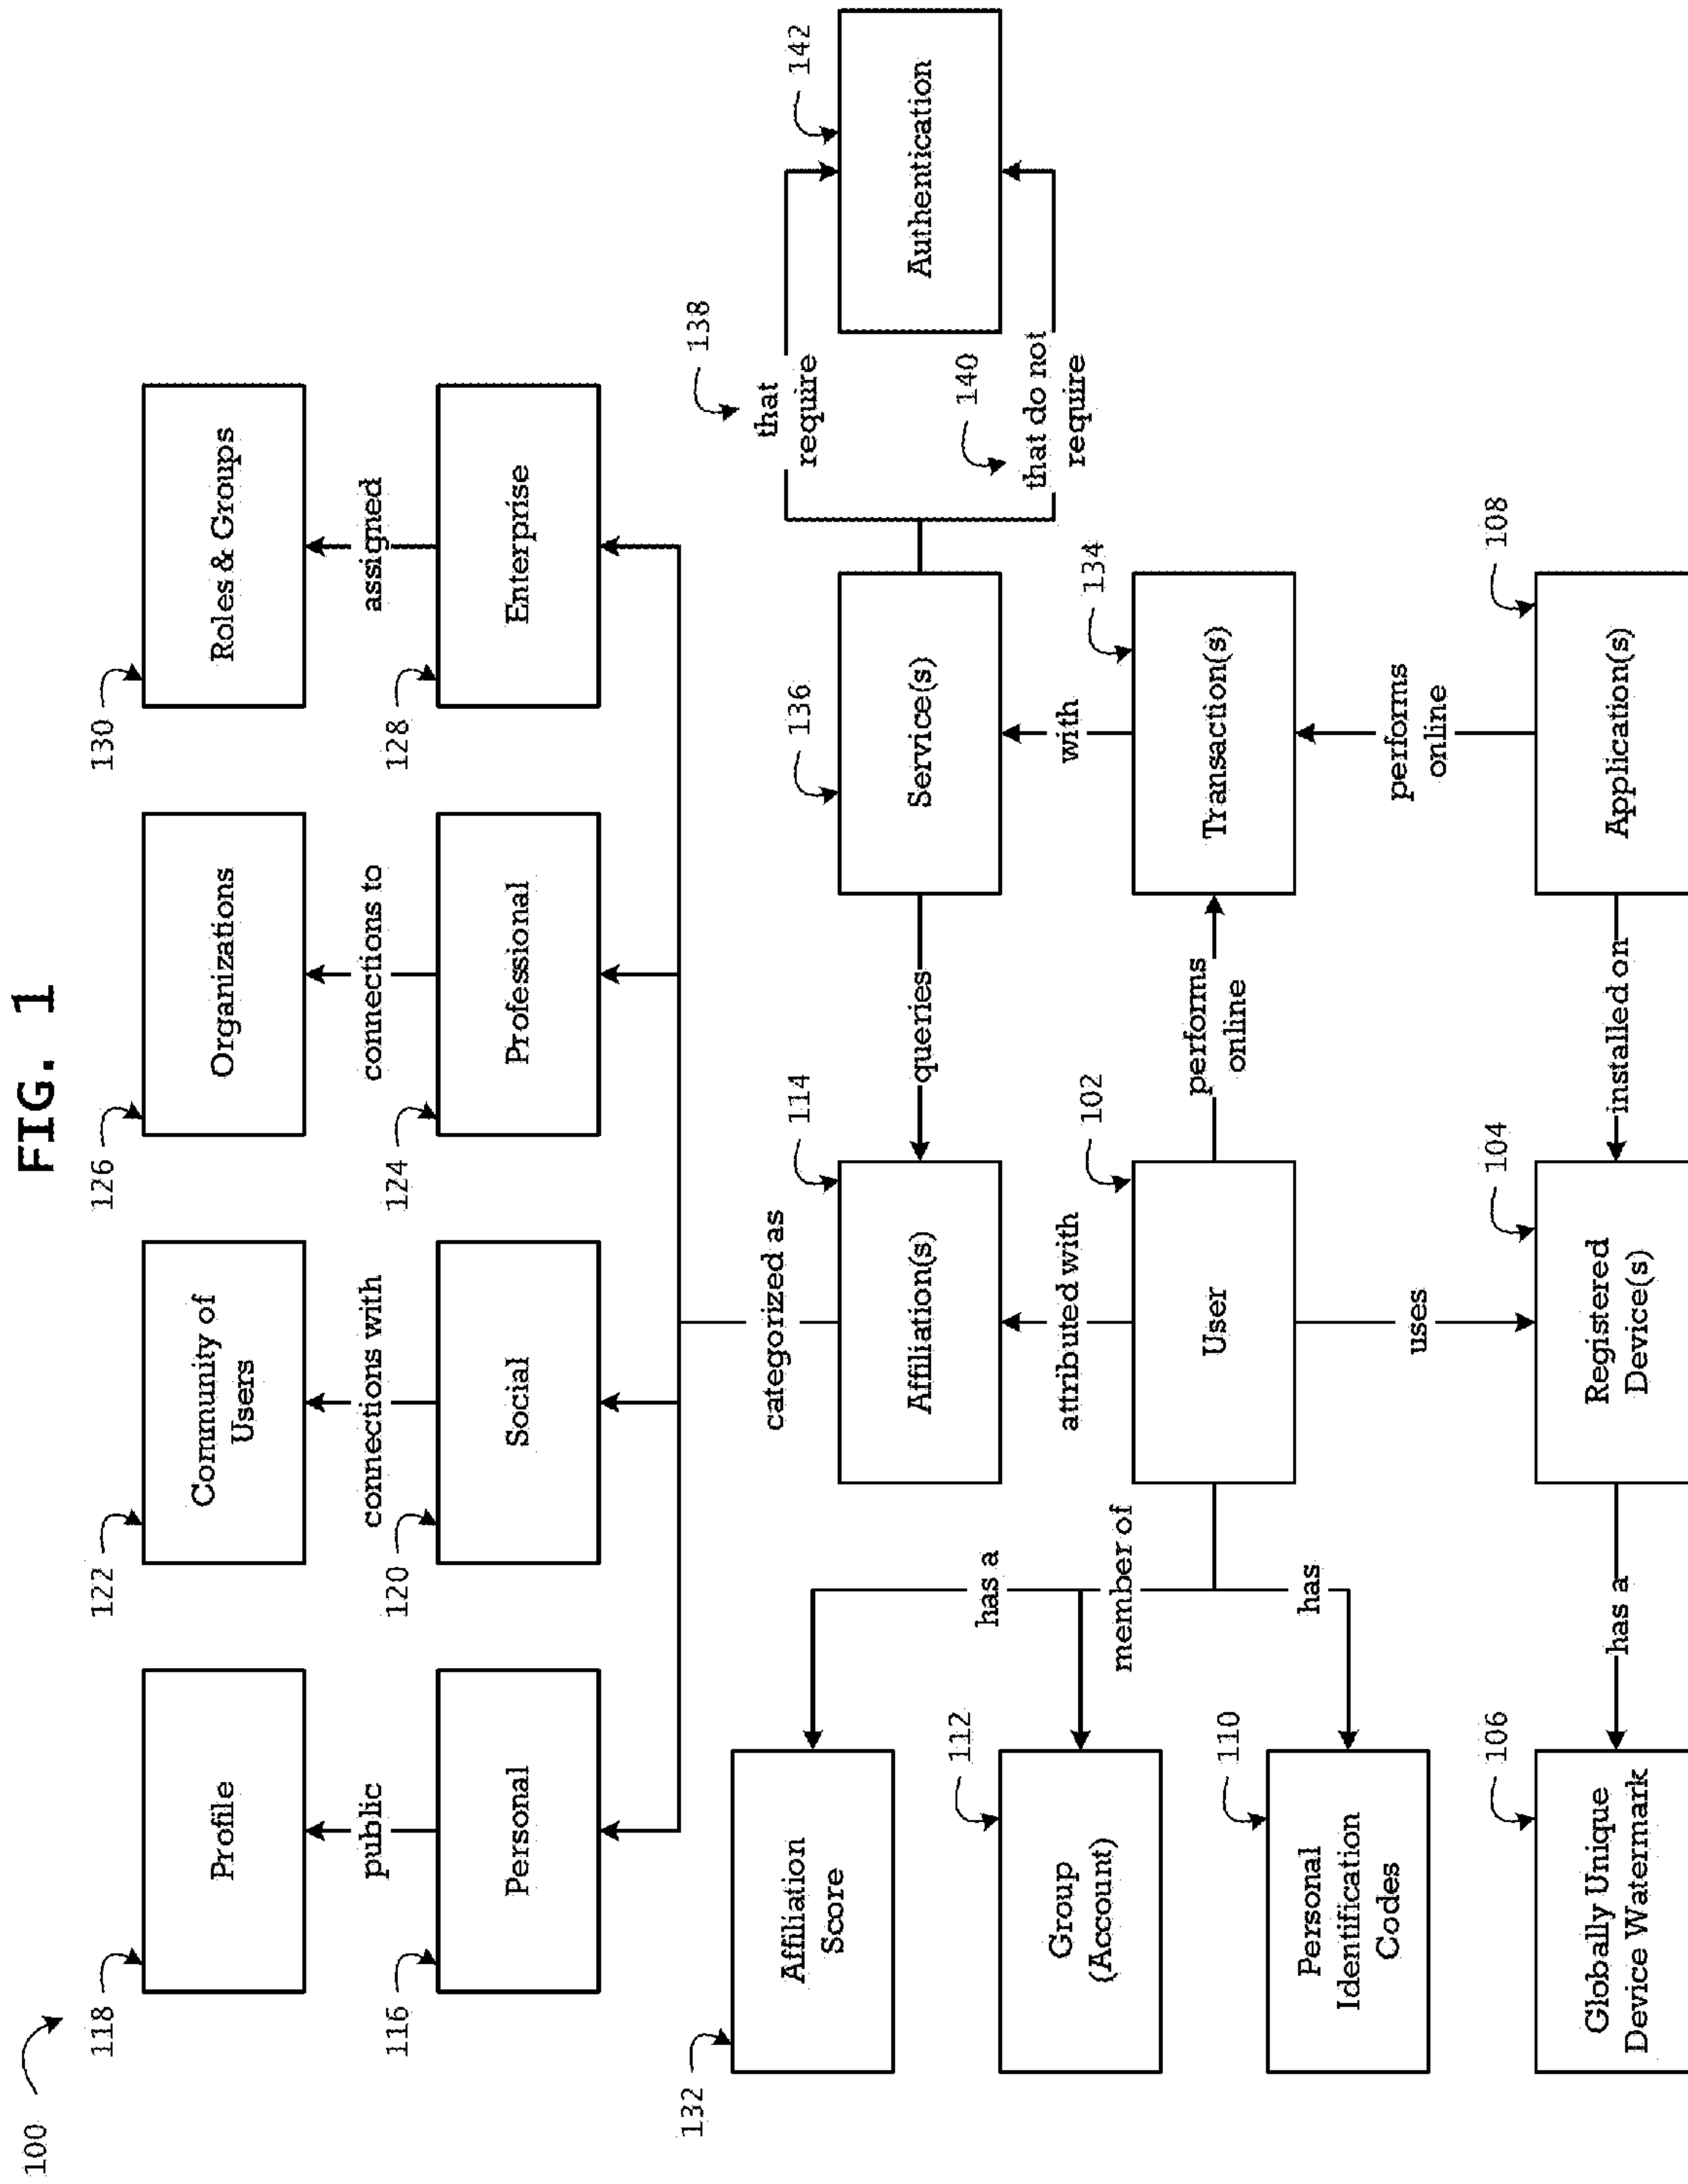 FIG. 1
100
118
122
126
130
Profile
Community of
Users
Organizations
Roles & Groups
public
connections with
connections to
assigned
116
120
124
128
Personal
Social
Professional
Enterprise
categorized as
132
114
136
138
that
require
142
Affiliation
Score
Affiliation(s)
queries
Service(s)
Authentication
140
that do not
require
has a
112
Group
(Account)
member of
attributed with
with
102
134
110
Personal
Identification
Codes
has
User
performs
online
Transaction(s)
uses
performs
online
106
104
108
Globally Unique
Device Watermark
has a
Registered
Device(s)
installed on
Application(s)